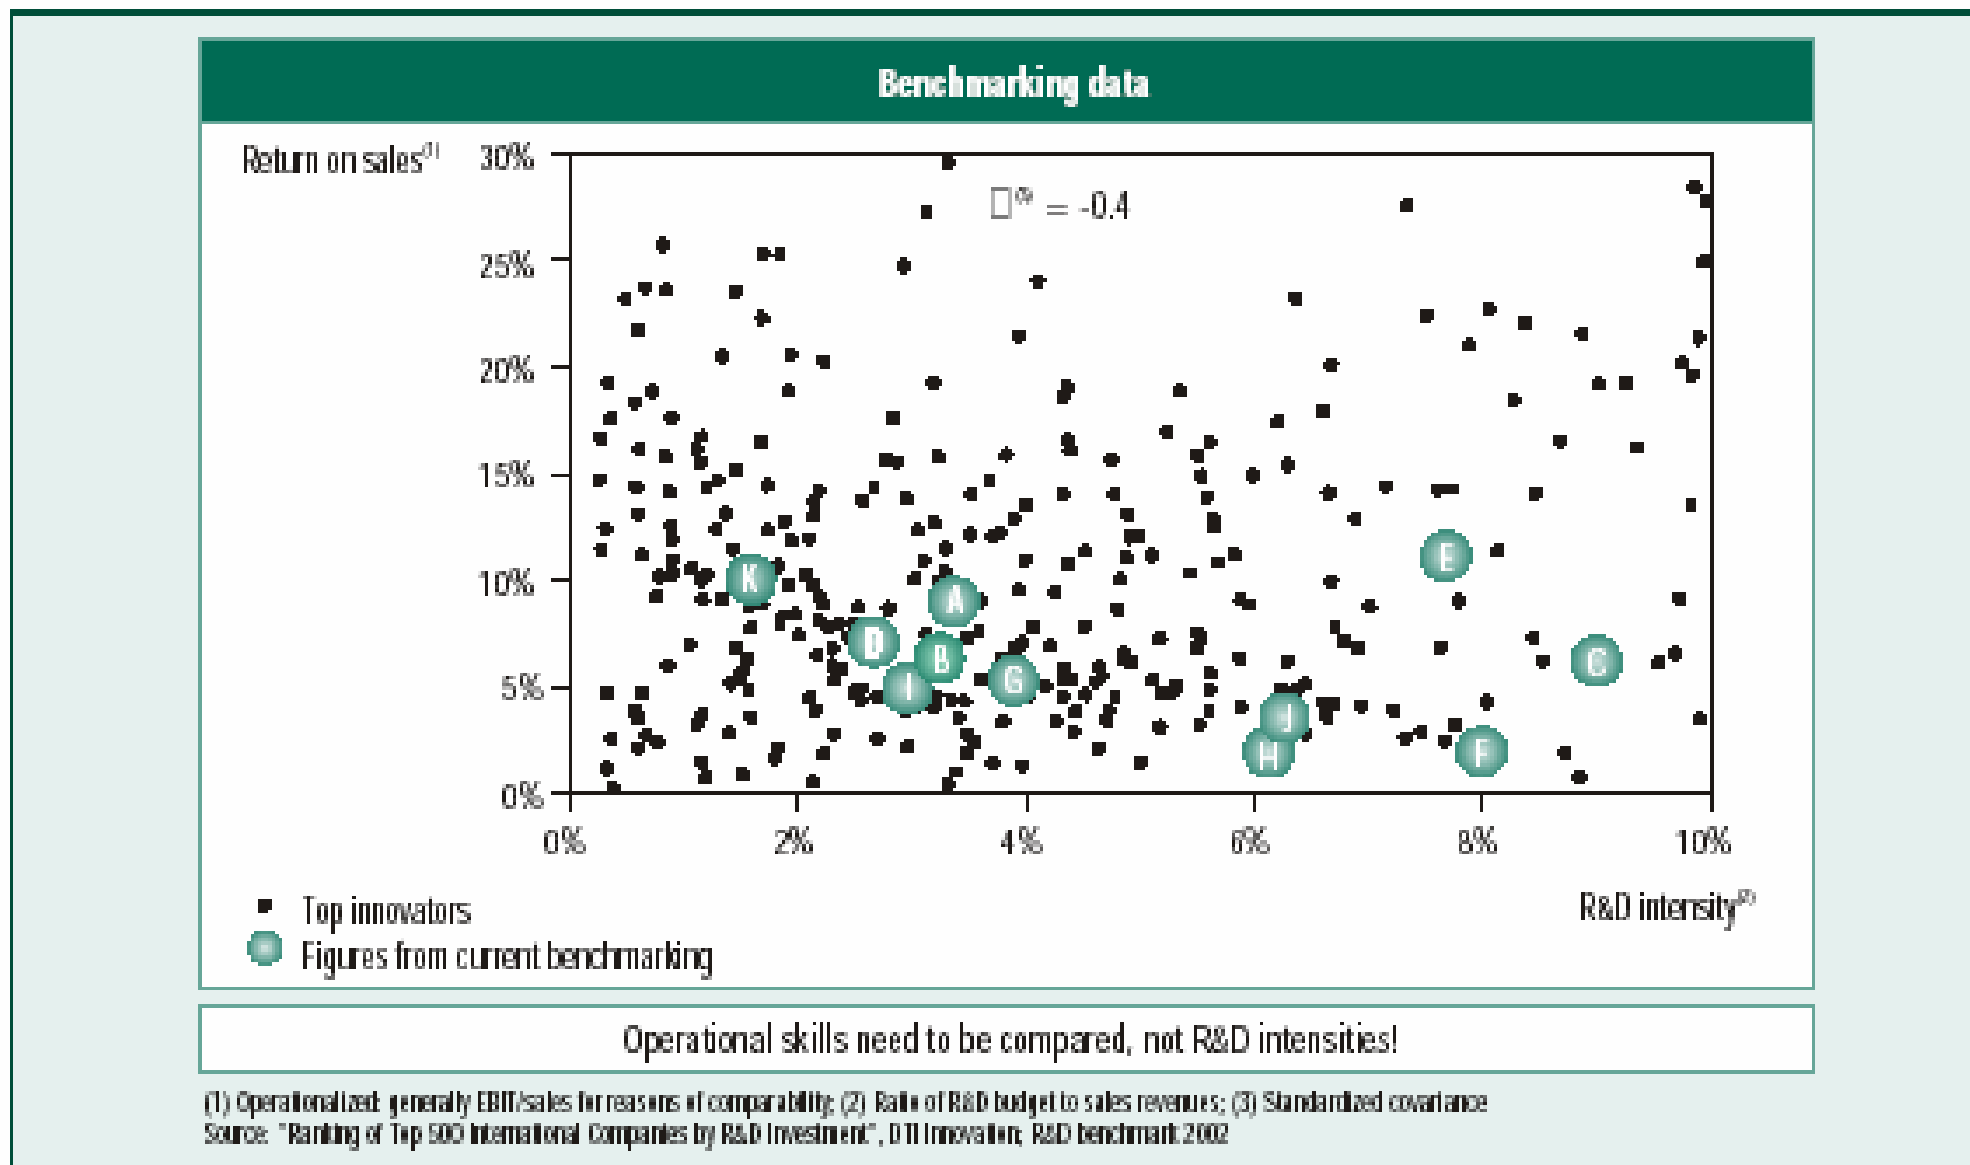 Benchmarking data
Return on sales(1)
30%
25%
20%
15%
10%
5%
0%
□(3) = -0.4
K
A
D
B
I
G
E
C
J
H
F
0% 2% 4% 6% 8% 10%
R&D intensity(2)
Top innovators
Figures from current benchmarking
Operational skills need to be compared, not R&D intensities!
(1) Operationalized: generally EBIT/sales for reasons of comparability; (2) Ratio of R&D budget to sales revenues; (3) Standardized covariance
Source: "Ranking of Top 500 International Companies by R&D Investment", DTI Innovation; R&D benchmark 2002